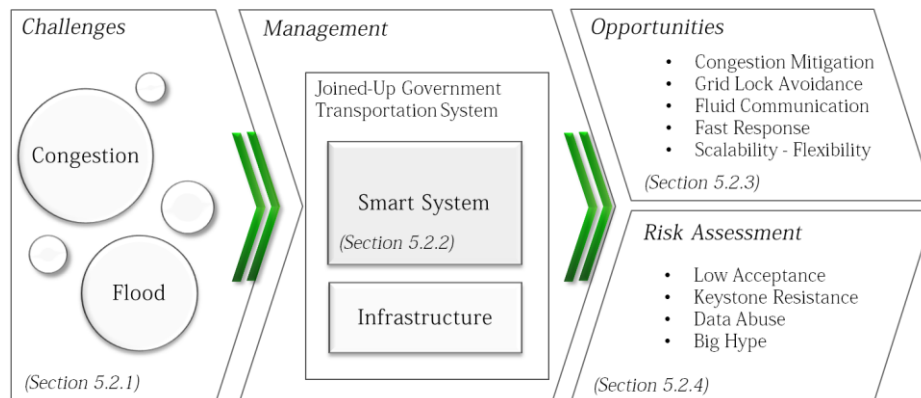 Challenges
Congestion
Flood
(Section 5.2.1)
Management
Joined-Up Government
Transportation System
Smart System
(Section 5.2.2)
Infrastructure
Opportunities
• Congestion Mitigation
• Grid Lock Avoidance
• Fluid Communication
• Fast Response
• Scalability - Flexibility
(Section 5.2.3)
Risk Assessment
• Low Acceptance
• Keystone Resistance
• Data Abuse
• Big Hype
(Section 5.2.4)